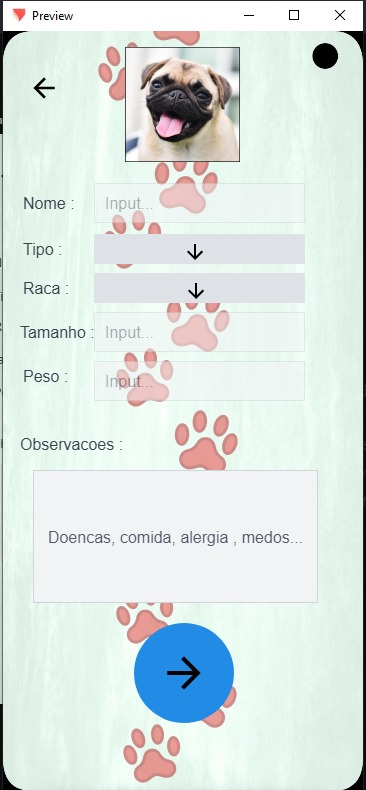 Preview
Nome :
Input...
Tipo :
Raca :
Tamanho :
Input...
Peso :
Input...
Observacoes :
Doencas, comida, alergia , medos...